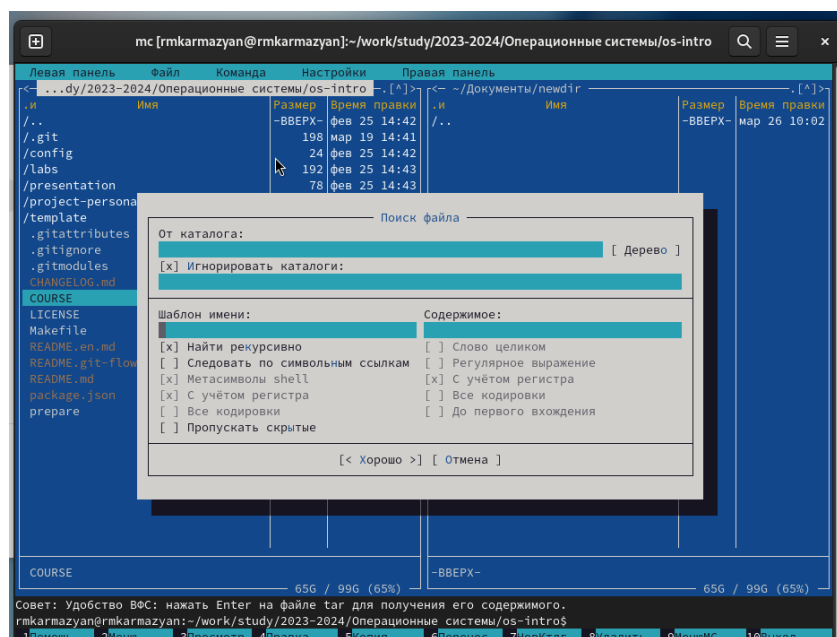 mc [rmkarmazyan@rmkarmazyan]:~/work/study/2023-2024/Операционные системы/os-intro
Левая панель Файл Команда Настройки Правая панель
<— ...dy/2023-2024/Операционные системы/os-intro —.[^]>
.и Имя Размер Время правки
/.. -ВВЕРХ- фев 25 14:42
/.git 198 мар 19 14:41
/config 24 фев 25 14:42
/labs 192 фев 25 14:43
/presentation 78 фев 25 14:43
/project-persona
/template
.gitattributes
.gitignore
.gitmodules
CHANGELOG.md
COURSE
LICENSE
Makefile
README.en.md
README.git-flow
README.md
package.json
prepare
COURSE
65G / 99G (65%)
<— ~/Документы/newdir —.[^]>
.и Имя Размер Время правки
/.. -ВВЕРХ- мар 26 10:02
-ВВЕРХ-
65G / 99G (65%)
Поиск файла
От каталога:
[ Дерево ]
[x] Игнорировать каталоги:
Шаблон имени: Содержимое:
[x] Найти рекурсивно [ ] Слово целиком
[ ] Следовать по символьным ссылкам [ ] Регулярное выражение
[x] Метасимволы shell [x] С учётом регистра
[x] С учётом регистра [ ] Все кодировки
[ ] Все кодировки [ ] До первого вхождения
[ ] Пропускать скрытые
[< Хорошо >] [ Отмена ]
Совет: Удобство ВФС: нажать Enter на файле tar для получения его содержимого.
rmkarmazyan@rmkarmazyan:~/work/study/2023-2024/Операционные системы/os-intro$